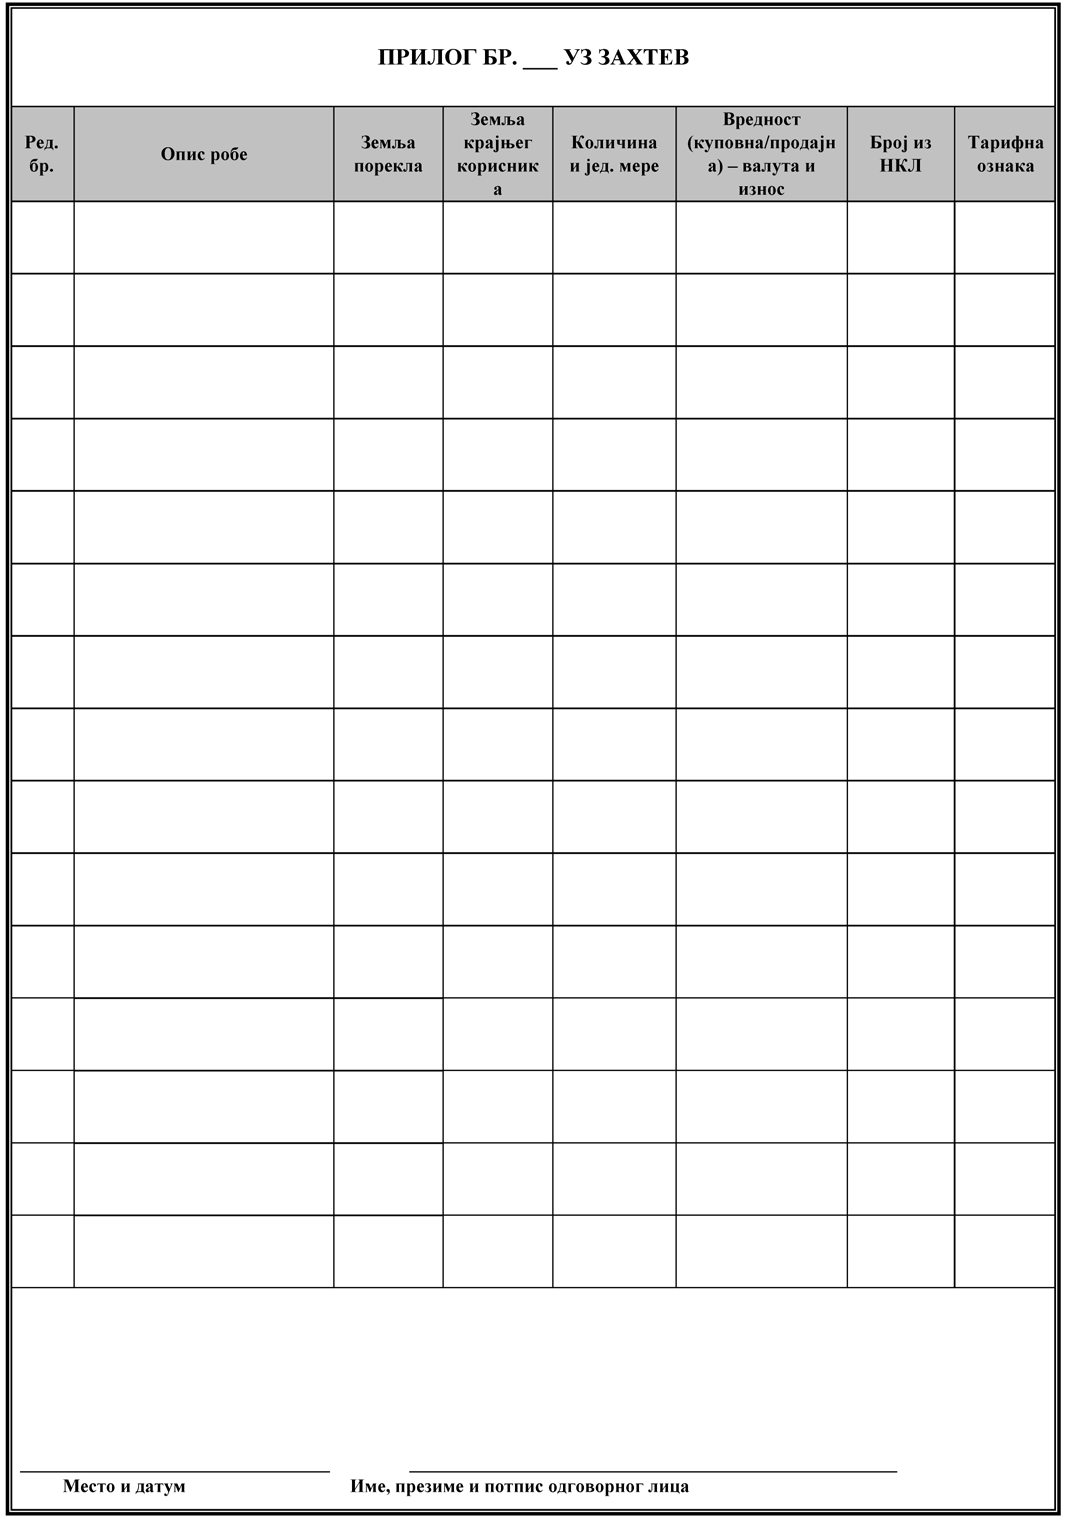 ПРИЛОГ БР. ___ УЗ ЗАХТЕВ
Ред.
бр.
Опис робе
Земља
порекла
Земља
крајњег
корисник
а
Количина
и јед. мере
Вредност
(куповна/продајн
а) – валута и
износ
Број из
НКЛ
Тарифна
ознака
Место и датум
Име, презиме и потпис одговорног лица